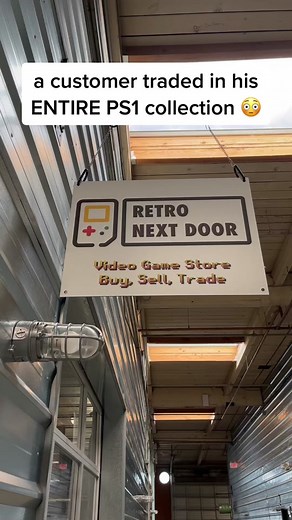 a customer traded in his
ENTIRE PS1 collection 😳
RETRO
NEXT DOOR
Video Game Store
Buy, Sell, Trade